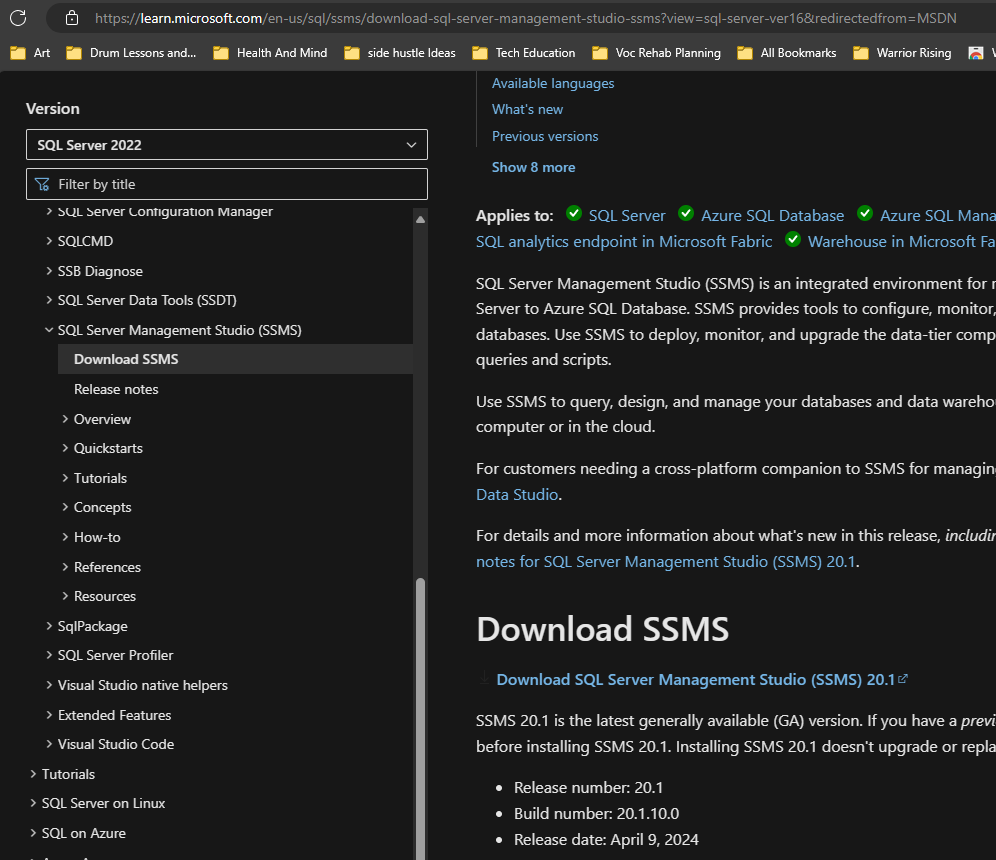 https://learn.microsoft.com/en-us/sql/ssms/download-sql-server-management-studio-ssms?view=sql-server-ver16&redirectedfrom=MSDN
Art Drum Lessons and... Health And Mind side hustle Ideas Tech Education Voc Rehab Planning All Bookmarks Warrior Rising
Version
SQL Server 2022
Filter by title
SQL Server Configuration Manager
SQLCMD
SSB Diagnose
SQL Server Data Tools (SSDT)
SQL Server Management Studio (SSMS)
Download SSMS
Release notes
Overview
Quickstarts
Tutorials
Concepts
How-to
References
Resources
SqlPackage
SQL Server Profiler
Visual Studio native helpers
Extended Features
Visual Studio Code
Tutorials
SQL Server on Linux
SQL on Azure
Available languages
What's new
Previous versions
Show 8 more
Applies to: SQL Server Azure SQL Database Azure SQL Mana
SQL analytics endpoint in Microsoft Fabric Warehouse in Microsoft Fa
SQL Server Management Studio (SSMS) is an integrated environment for
Server to Azure SQL Database. SSMS provides tools to configure, monitor,
databases. Use SSMS to deploy, monitor, and upgrade the data-tier comp
queries and scripts.
Use SSMS to query, design, and manage your databases and data wareho
computer or in the cloud.
For customers needing a cross-platform companion to SSMS for managing
Data Studio.
For details and more information about what's new in this release, includin
notes for SQL Server Management Studio (SSMS) 20.1.
Download SSMS
Download SQL Server Management Studio (SSMS) 20.1
SSMS 20.1 is the latest generally available (GA) version. If you have a previ
before installing SSMS 20.1. Installing SSMS 20.1 doesn't upgrade or repla
Release number: 20.1
Build number: 20.1.10.0
Release date: April 9, 2024